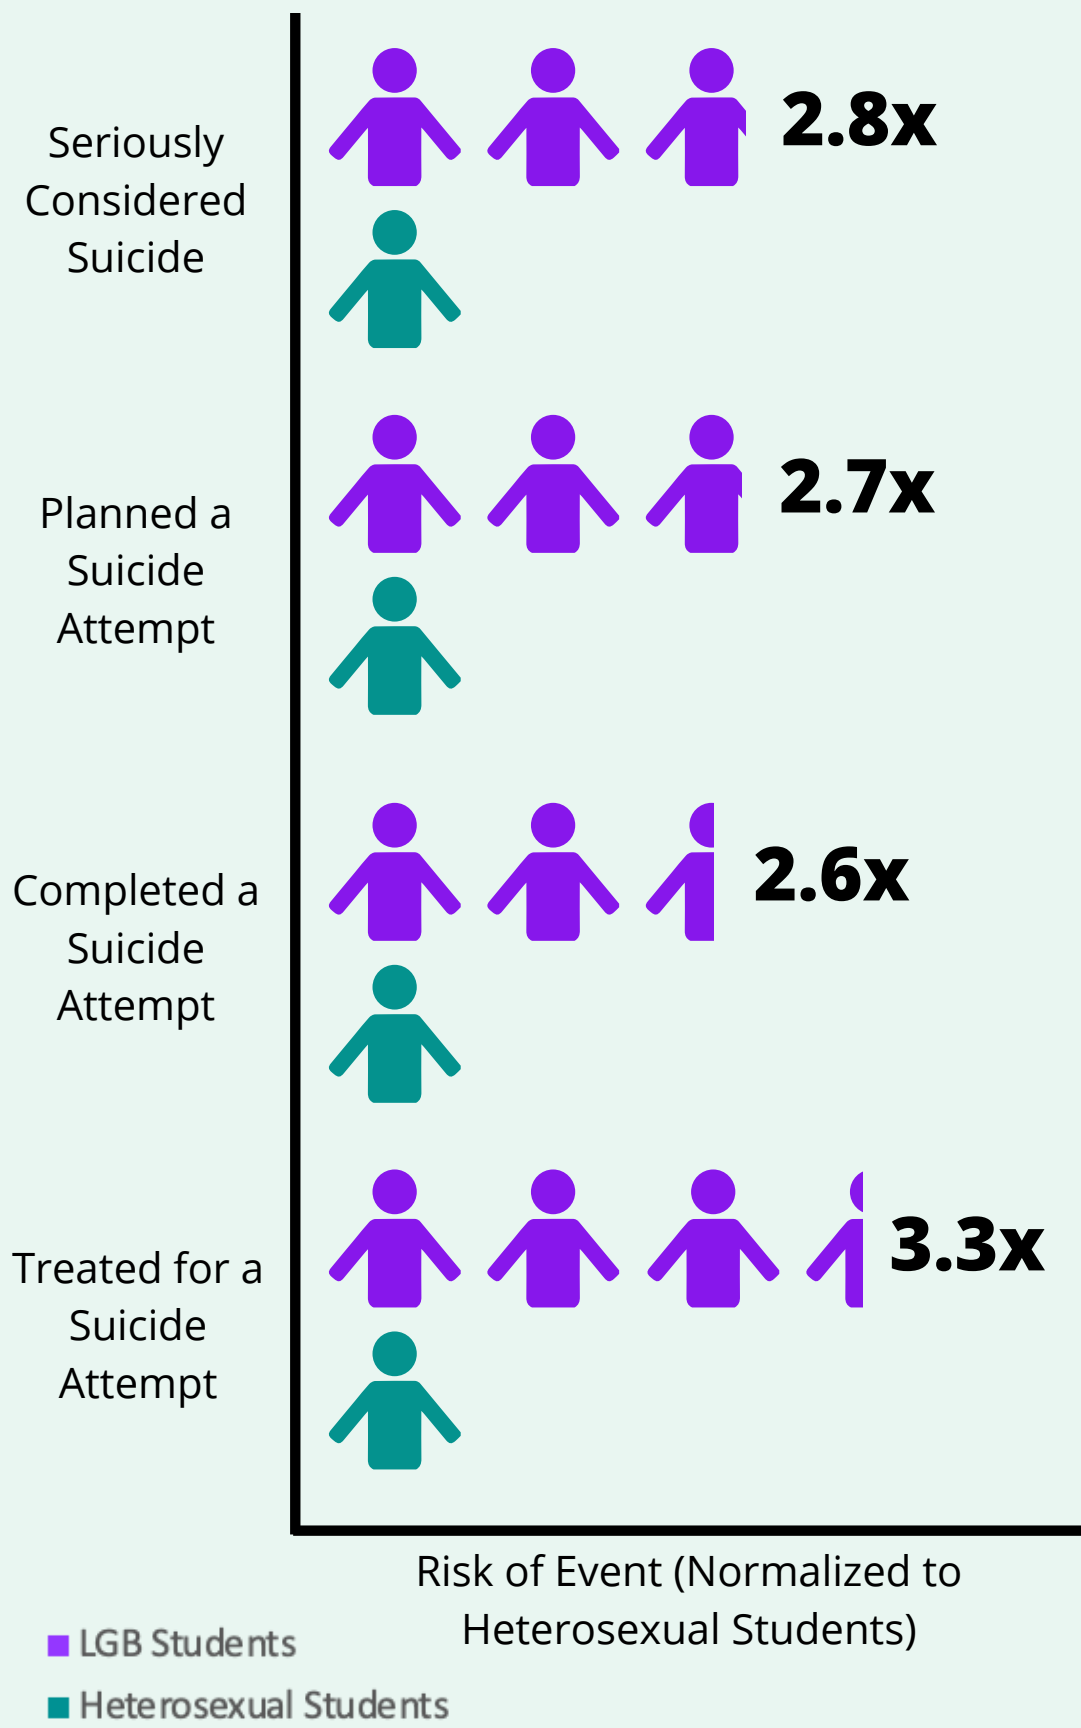 Seriously
Considered
Suicide
2.8x
Planned a
Suicide
Attempt
2.7x
Completed a
Suicide
Attempt
2.6x
Treated for a
Suicide
Attempt
3.3x
Risk of Event (Normalized to
Heterosexual Students)
LGB Students
Heterosexual Students